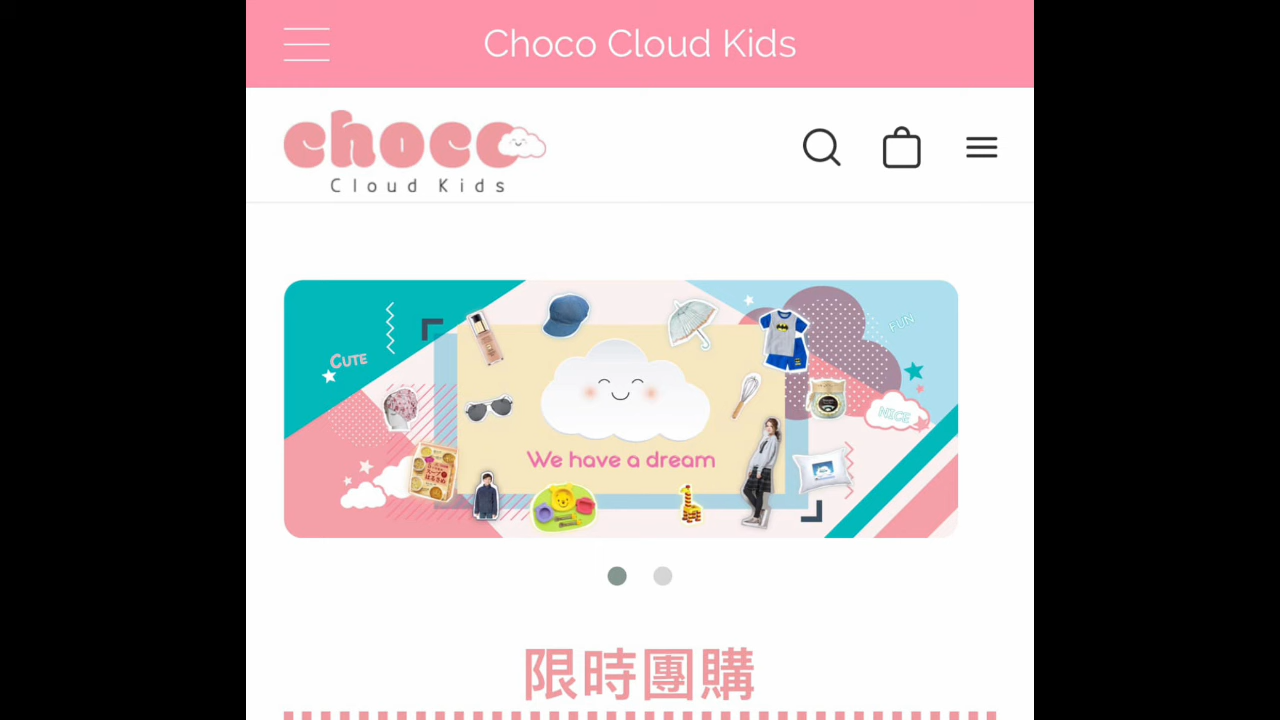 Choco Cloud Kids
choco
Cloud Kids
CUTE
FUN
NICE
We have a dream
限時團購